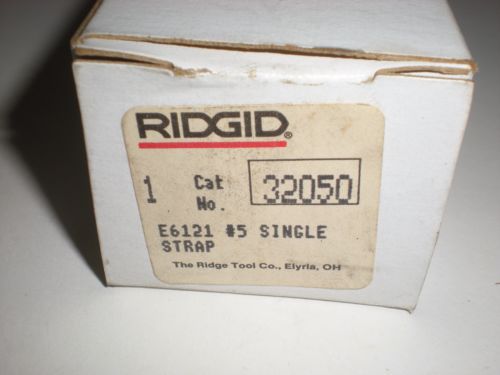 RIDGID®
1 Cat No. 32050
E6121 #5 SINGLE
STRAP
The Ridge Tool Co., Elyria, OH